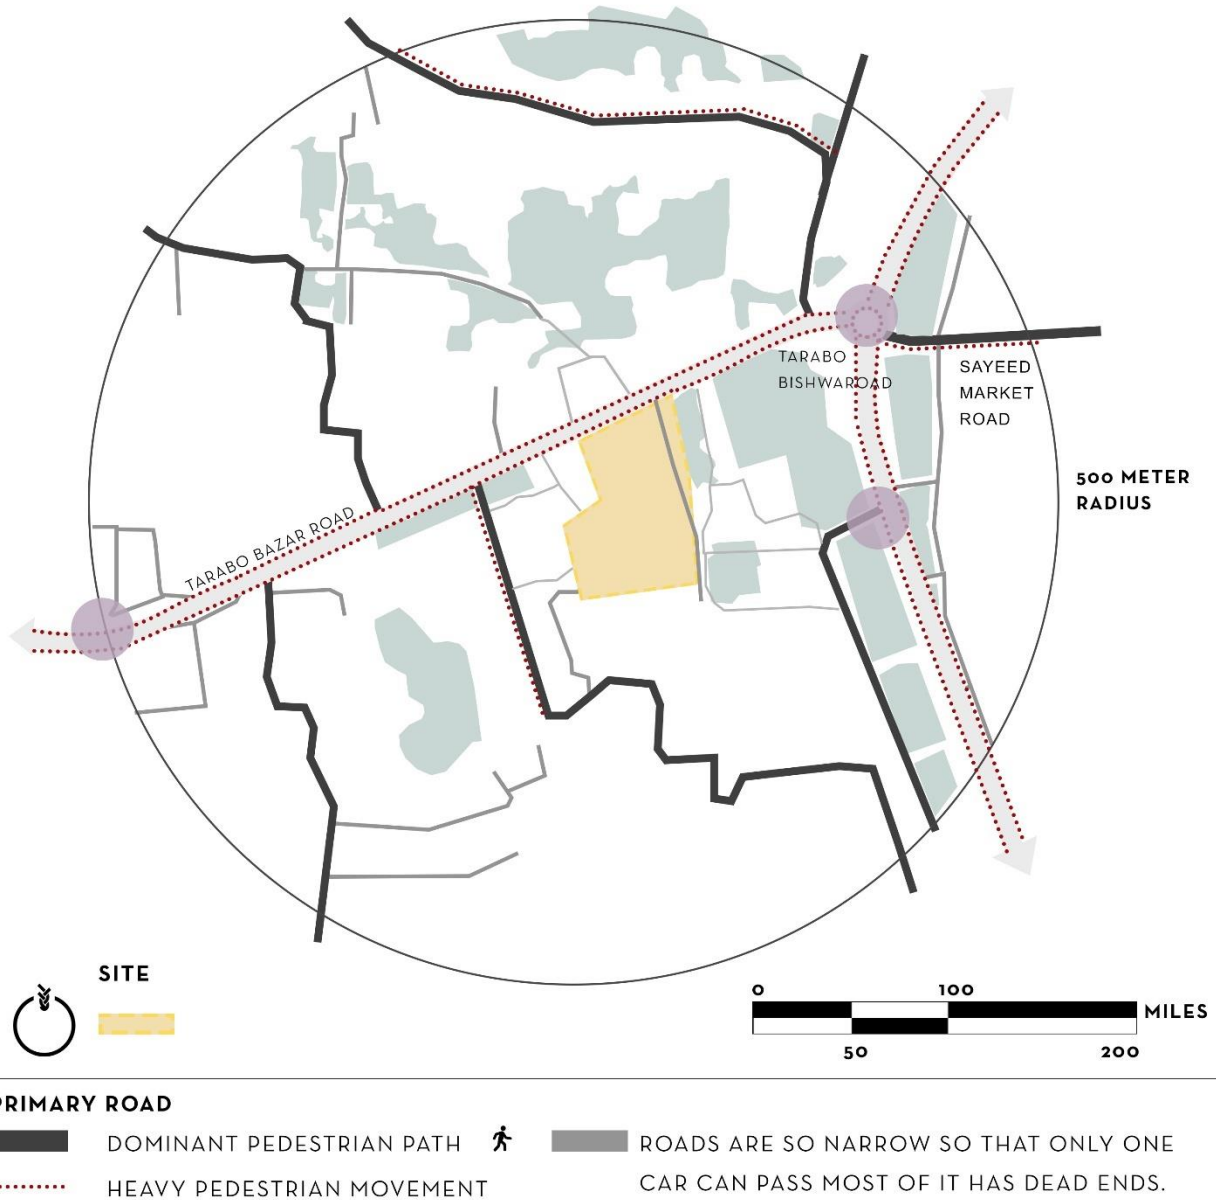 TARABO
BISHWAROAD
SAYEED
MARKET
ROAD
500 METER
RADIUS
TARABO BAZAR ROAD
SITE
0 100
MILES
50 200
PRIMARY ROAD
DOMINANT PEDESTRIAN PATH
ROADS ARE SO NARROW SO THAT ONLY ONE
HEAVY PEDESTRIAN MOVEMENT
CAR CAN PASS MOST OF IT HAS DEAD ENDS.